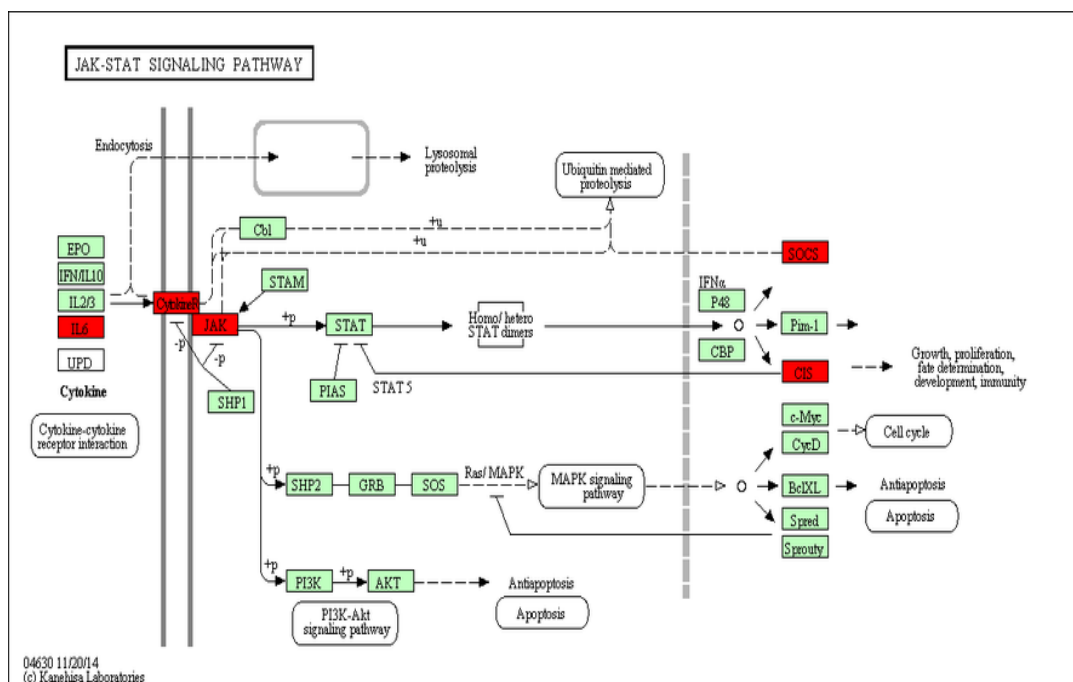 JAK-STAT SIGNALING PATHWAY
Endocytosis
Lysosomal
proteolysis
Ubiquitin mediated
proteolysis
Cbl
+u
+u
EPO
IFN/IL10
IL2/3
IL6
UPD
Cytokine
Cytokine-cytokine
receptor interaction
CytokineR
JAK
STAM
SOCS
IFNα
P48
CBP
+p
STAT
Homo/ hetero
STAT dimers
Pim-1
CIS
Growth, proliferation,
fate determination,
development, immunity
-p
-p
SHP1
PIAS
STAT 5
c-Myc
CycD
Cell cycle
+p
SHP2
GRB
SOS
Ras/ MAPK
MAPK signaling
pathway
BclXL
Antiapoptosis
Apoptosis
Spred
Sprouty
+p
PI3K
+p
AKT
Antiapoptosis
Apoptosis
PI3K-Akt
signaling pathway
04630 11/20/14
(c) Kanehisa Laboratories